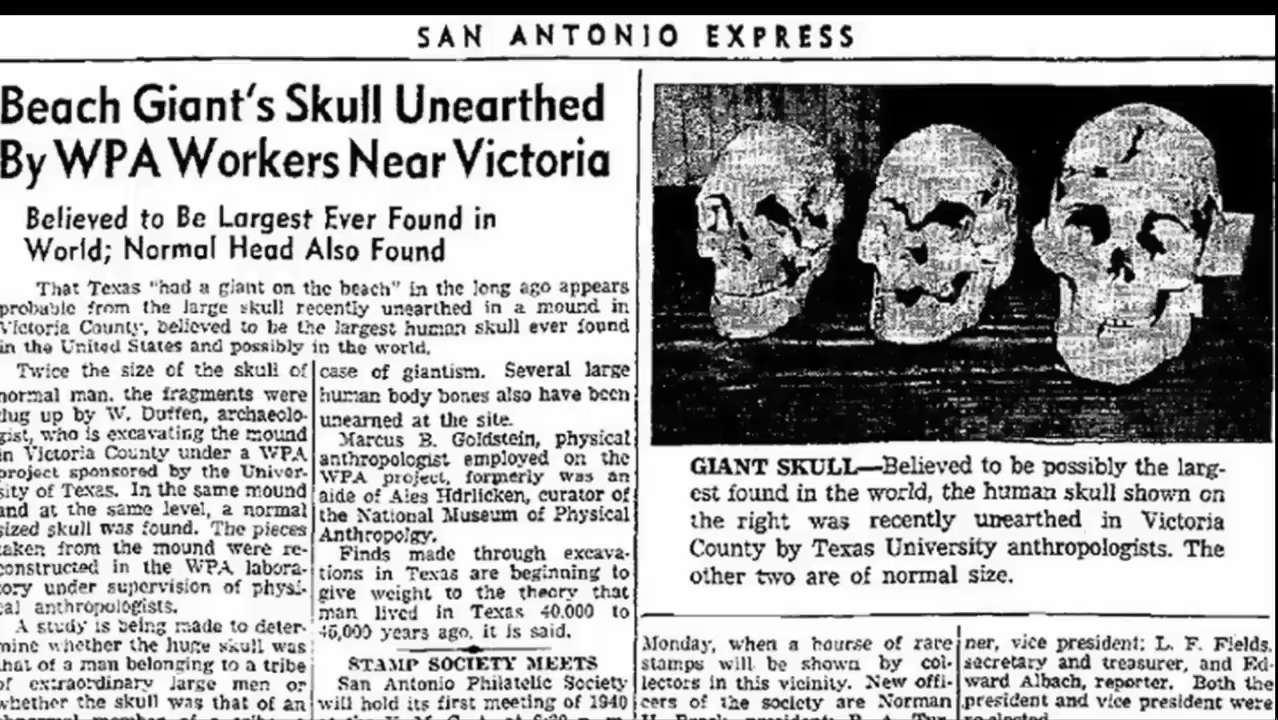 SAN ANTONIO EXPRESS
Beach Giant's Skull Unearthed
By WPA Workers Near Victoria
Believed to Be Largest Ever Found in
World; Normal Head Also Found
That Texas "had a giant on the beach" in the long ago appears
probable from the large skull recently unearthed in a mound in
Victoria County, believed to be the largest human skull ever found
in the United States and possibly in the world.
Twice the size of the skull of
normal man, the fragments were
dug up by W. Duffen, archaeolo-
gist, who is excavating the mound
in Victoria County under a WPA
project sponsored by the Univer-
sity of Texas. In the same mound
and at the same level, a normal
sized skull was found. The pieces
taken from the mound were re-
constructed in the WPA labora-
tory under supervision of physi-
cal anthropologists.
A study is being made to deter-
mine whether the huge skull was
that of a man belonging to a tribe
of extraordinary large men or
whether the skull was that of an
abnormal member of a tribe, a
case of giantism. Several large
human body bones also have been
unearned at the site.
Marcus B. Goldstein, physical
anthropologist employed on the
WPA project, formerly was an
aide of Ales Hdrlicken, curator of
the National Museum of Physical
Anthropolgy.
Finds made through excava-
tions in Texas are beginning to
give weight to the theory that
man lived in Texas 40,000 to
45,000 years ago, it is said.
STAMP SOCIETY MEETS
San Antonio Philatelic Society
will hold its first meeting of 1940
at the Y. M. C. A. at 6:30 p. m.
GIANT SKULL—Believed to be possibly the larg-
est found in the world, the human skull shown on
the right was recently unearthed in Victoria
County by Texas University anthropologists. The
other two are of normal size.
Monday, when a bourse of rare
stamps will be shown by col-
lectors in this vicinity. New offi-
cers of the society are Norman
H. president; R. A.
ner, vice president; L. F. Fields,
secretary and treasurer, and Ed-
ward Albach, reporter. Both the
president and vice president were
re-elected.